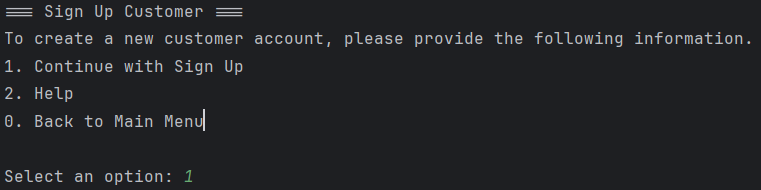 === Sign Up Customer ===
To create a new customer account, please provide the following information.
1. Continue with Sign Up
2. Help
0. Back to Main Menu
Select an option: 1